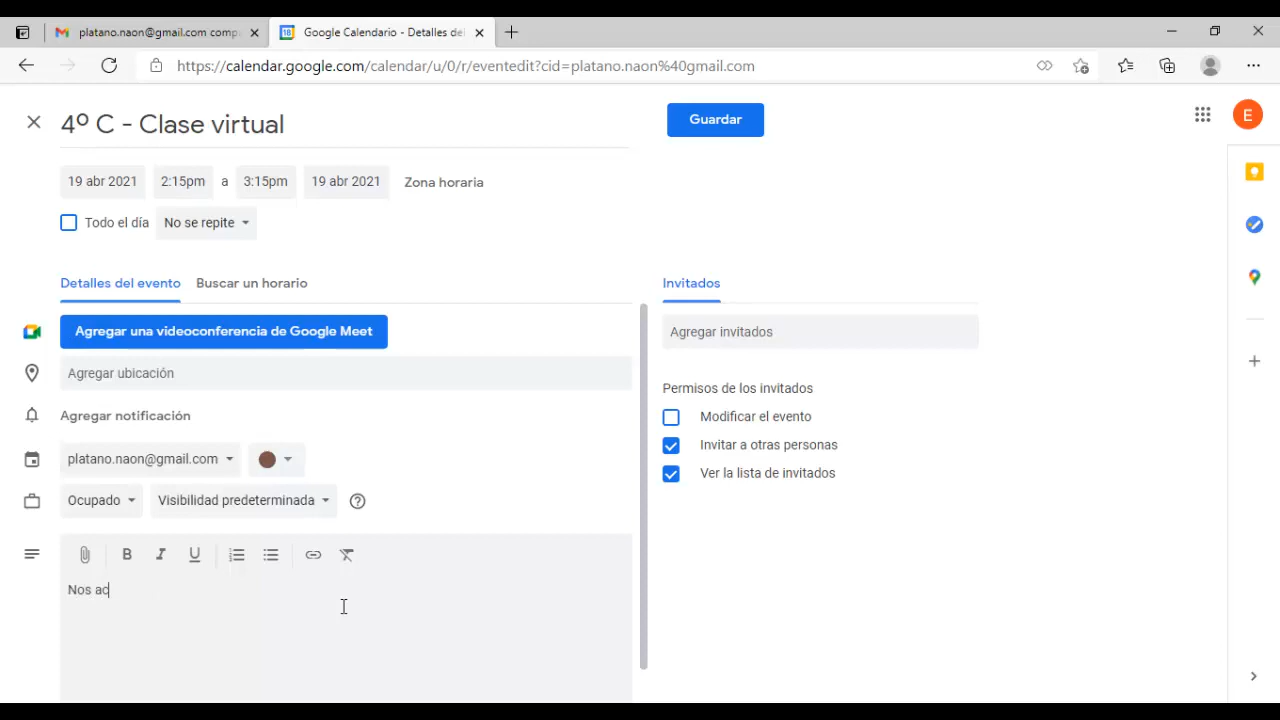 platano.naon@gmail.com comp
Google Calendario - Detalles del
https://calendar.google.com/calendar/u/0/r/eventedit?cid=platano.naon%40gmail.com
4º C - Clase virtual
Guardar
E
19 abr 2021 2:15pm a 3:15pm 19 abr 2021 Zona horaria
Todo el día No se repite
Detalles del evento Buscar un horario
Invitados
Agregar una videoconferencia de Google Meet
Agregar invitados
Agregar ubicación
Permisos de los invitados
Agregar notificación
Modificar el evento
Invitar a otras personas
platano.naon@gmail.com
Ver la lista de invitados
Ocupado Visibilidad predeterminada
B I U
Nos ac